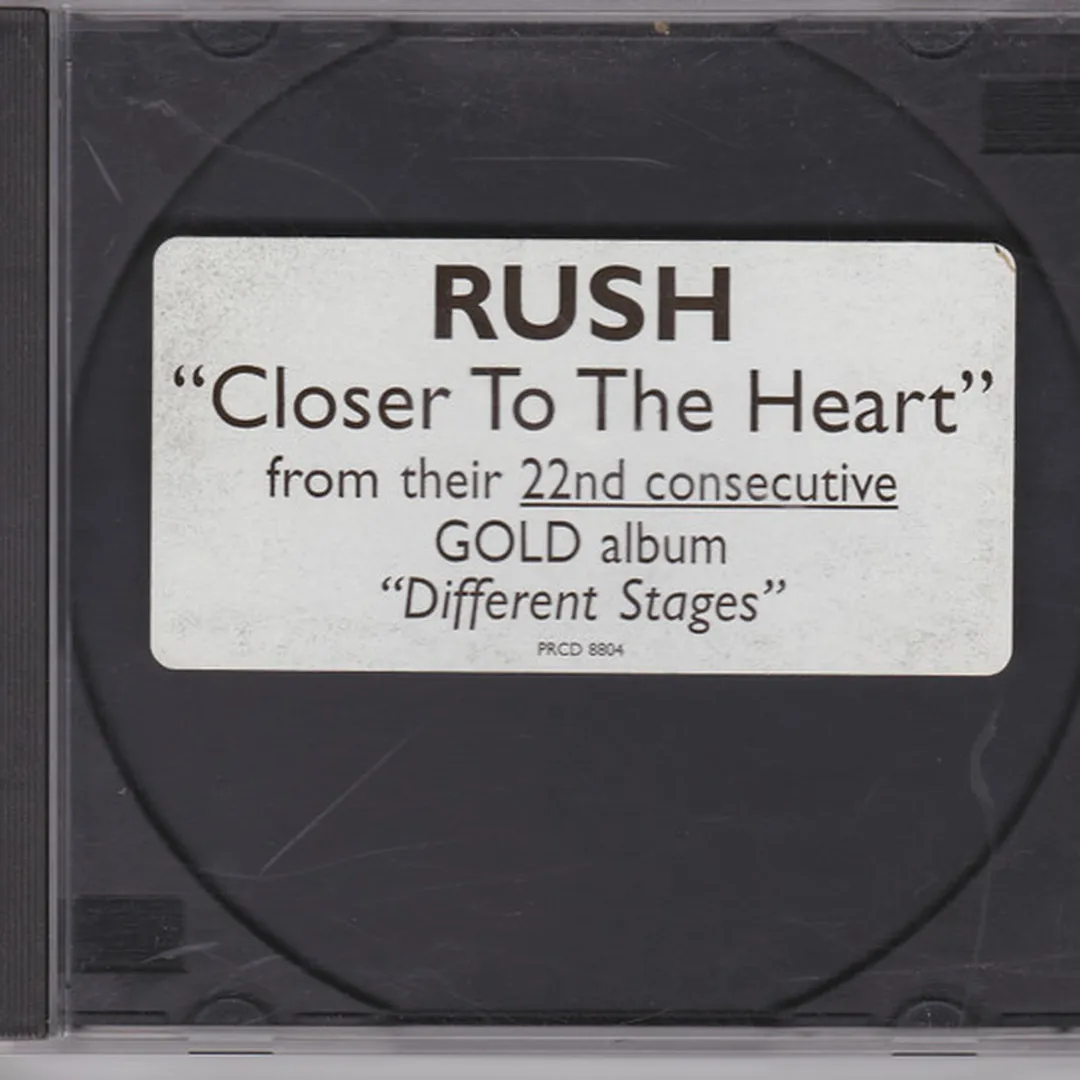 RUSH
“Closer To The Heart”
from their 22nd consecutive
GOLD album
“Different Stages”
PRCD 8804